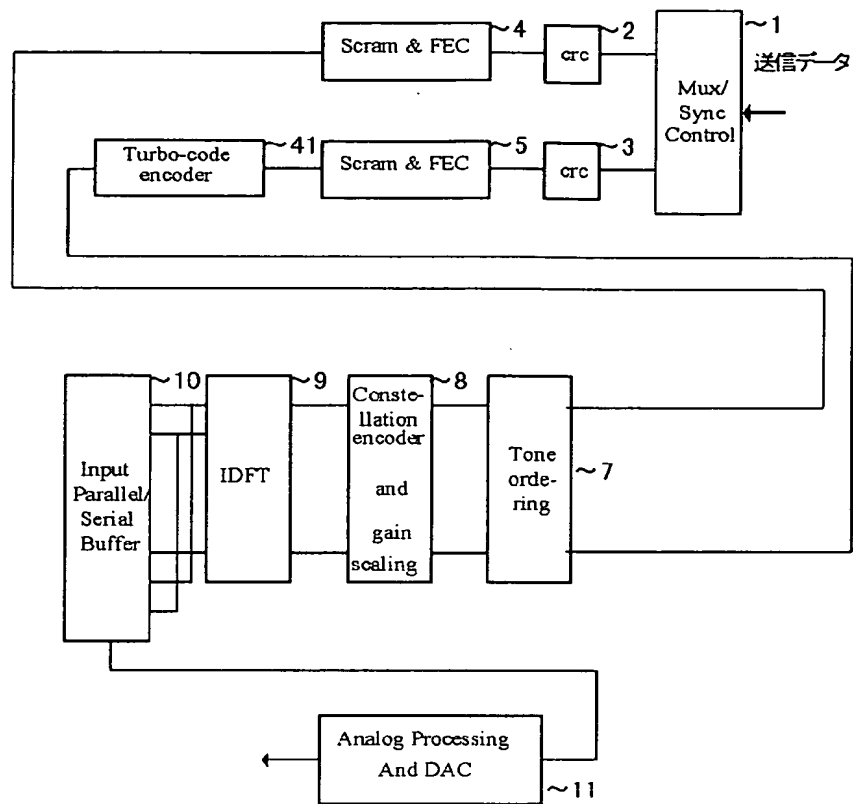 Scram & FEC
~4
crc
~2
Mux/
Sync
Control
~1
送信データ
Turbo-code
encoder
~41
Scram & FEC
~5
crc
~3
Input
Parallel/
Serial
Buffer
~10
IDFT
~9
Conste-
llation
encoder
and
gain
scaling
~8
Tone
orde-
ring
~7
Analog Processing
And DAC
~11